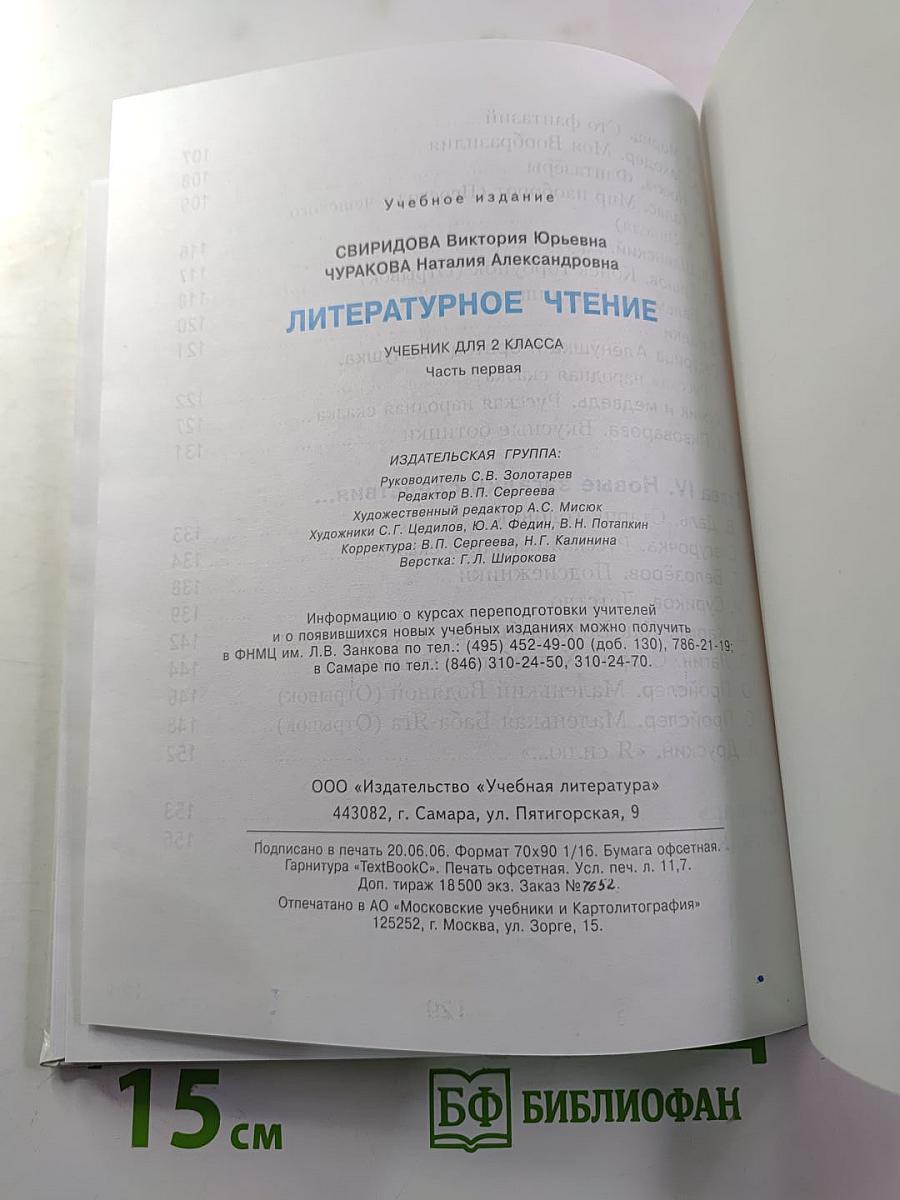 Учебное издание
СВИРИДОВА Виктория Юрьевна
ЧУРАКОВА Наталия Александровна
ЛИТЕРАТУРНОЕ ЧТЕНИЕ
УЧЕБНИК ДЛЯ 2 КЛАССА
Часть первая
ИЗДАТЕЛЬСКАЯ ГРУППА:
Руководитель С.В. Золотарев
Редактор В.П. Сергеева
Художественный редактор А.С. Мисюк
Художники С.Г. Цедилов, Ю.А. Федин, В.Н. Потапкин
Корректура: В.П. Сергеева, Н.Г. Калинина
Верстка: Г.Л. Широкова
Информацию о курсах переподготовки учителей
и о появившихся новых учебных изданиях можно получить
в ФНМЦ им. Л.В. Занкова по тел.: (495) 452-49-00 (доб. 130), 786-21-19;
в Самаре по тел.: (846) 310-24-50, 310-24-70.
ООО «Издательство «Учебная литература»
443082, г. Самара, ул. Пятигорская, 9
Подписано в печать 20.06.06. Формат 70x90 1/16. Бумага офсетная.
Гарнитура «TextBookC». Печать офсетная. Усл. печ. л. 11,7.
Доп. тираж 18500 экз. Заказ №7652.
Отпечатано в АО «Московские учебники и Картолитография»
125252, г. Москва, ул. Зорге, 15.
15 см
БФ БИБЛИОФАН